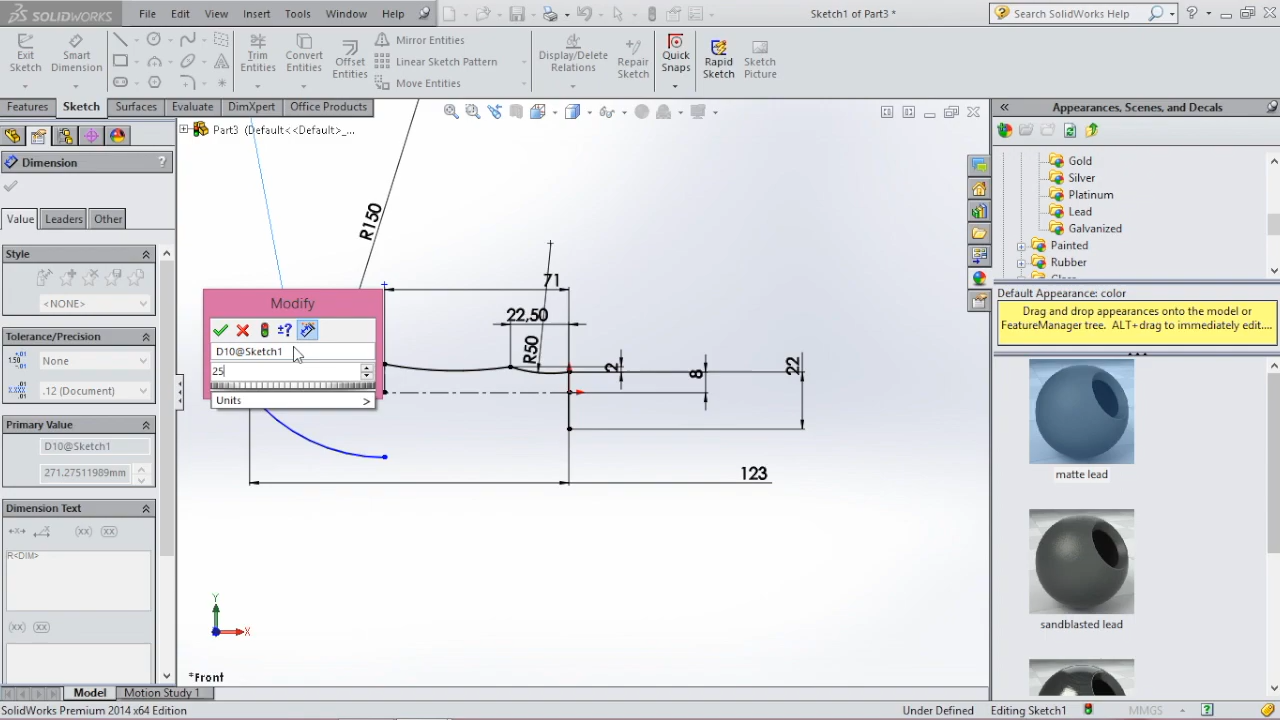 SOLIDWORKS File Edit View Insert Tools Window Help Sketch1 of Part3 * Search SolidWorks Help
Exit Sketch Smart Dimension Trim Entities Convert Entities Offset Entities Mirror Entities Linear Sketch Pattern Move Entities Display/Delete Relations Repair Sketch Quick Snaps Rapid Sketch Sketch Picture
Features Sketch Surfaces Evaluate DimXpert Office Products
Appearances, Scenes, and Decals
Part3 (Default<<Default>_...
Dimension ?
Value Leaders Other
Style
<NONE>
Tolerance/Precision
None
.12 (Document)
Primary Value
D10@Sketch1
271.27511989mm
Dimension Text
R<DIM>
Modify
D10@Sketch1
25
Units >
R150
71
22,50
R50
2
8
22
123
Y
X
*Front
Gold
Silver
Platinum
Lead
Galvanized
Painted
Rubber
Default Appearance: color
Drag and drop appearances onto the model or
FeatureManager tree. ALT+drag to immediately edit....
matte lead
sandblasted lead
Model Motion Study 1
SolidWorks Premium 2014 x64 Edition Under Defined Editing Sketch1 MMGS